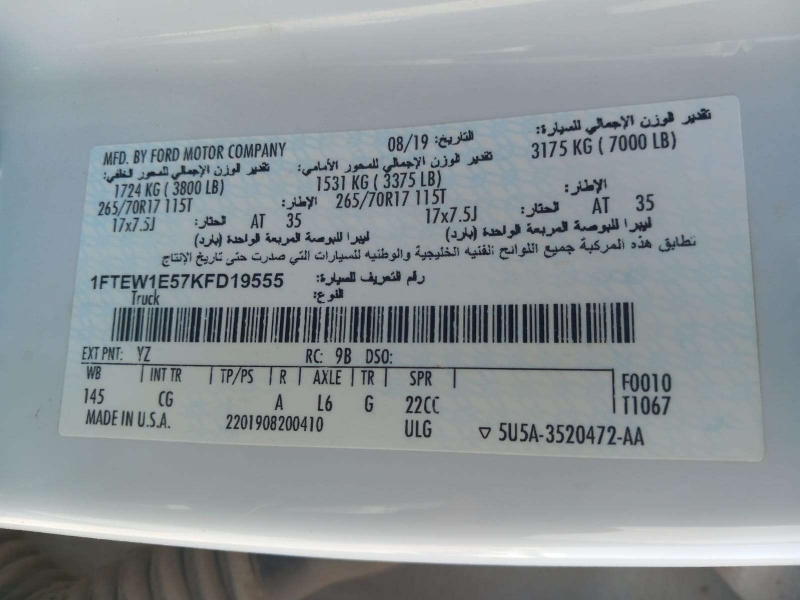 MFD. BY FORD MOTOR COMPANY 08/19 التاريخ: تقدير الوزن الإجمالي للسيارة:
3175 KG ( 7000 LB)
تقدير الوزن الإجمالي للمحور الخلفي: تقدير الوزن الإجمالي للمحور الأمامي:
1724 KG ( 3800 LB) 1531 KG ( 3375 LB)
265/70R17 115T الإطار: 265/70R17 115T الإطار:
17x7.5J الحتار: AT 35 17x7.5J الحتار: AT 35
ليبرا للبوصة المربعة الواحدة (بارد) ليبرا للبوصة المربعة الواحدة (بارد)
تطابق هذه المركبة جميع اللوائح الفنيه الخليجية والوطنيه للسيارات التي صدرت حتى تاريخ الإنتاج
1FTEW1E57KFD19555 رقم التعريف للسيارة:
Truck النوع:
EXT PNT: YZ RC: 9B DSO:
WB INT TR TP/PS R AXLE TR SPR F0010
145 CG A L6 G 22CC T1067
MADE IN U.S.A. 2201908200410 ULG ▽ 5U5A-3520472-AA